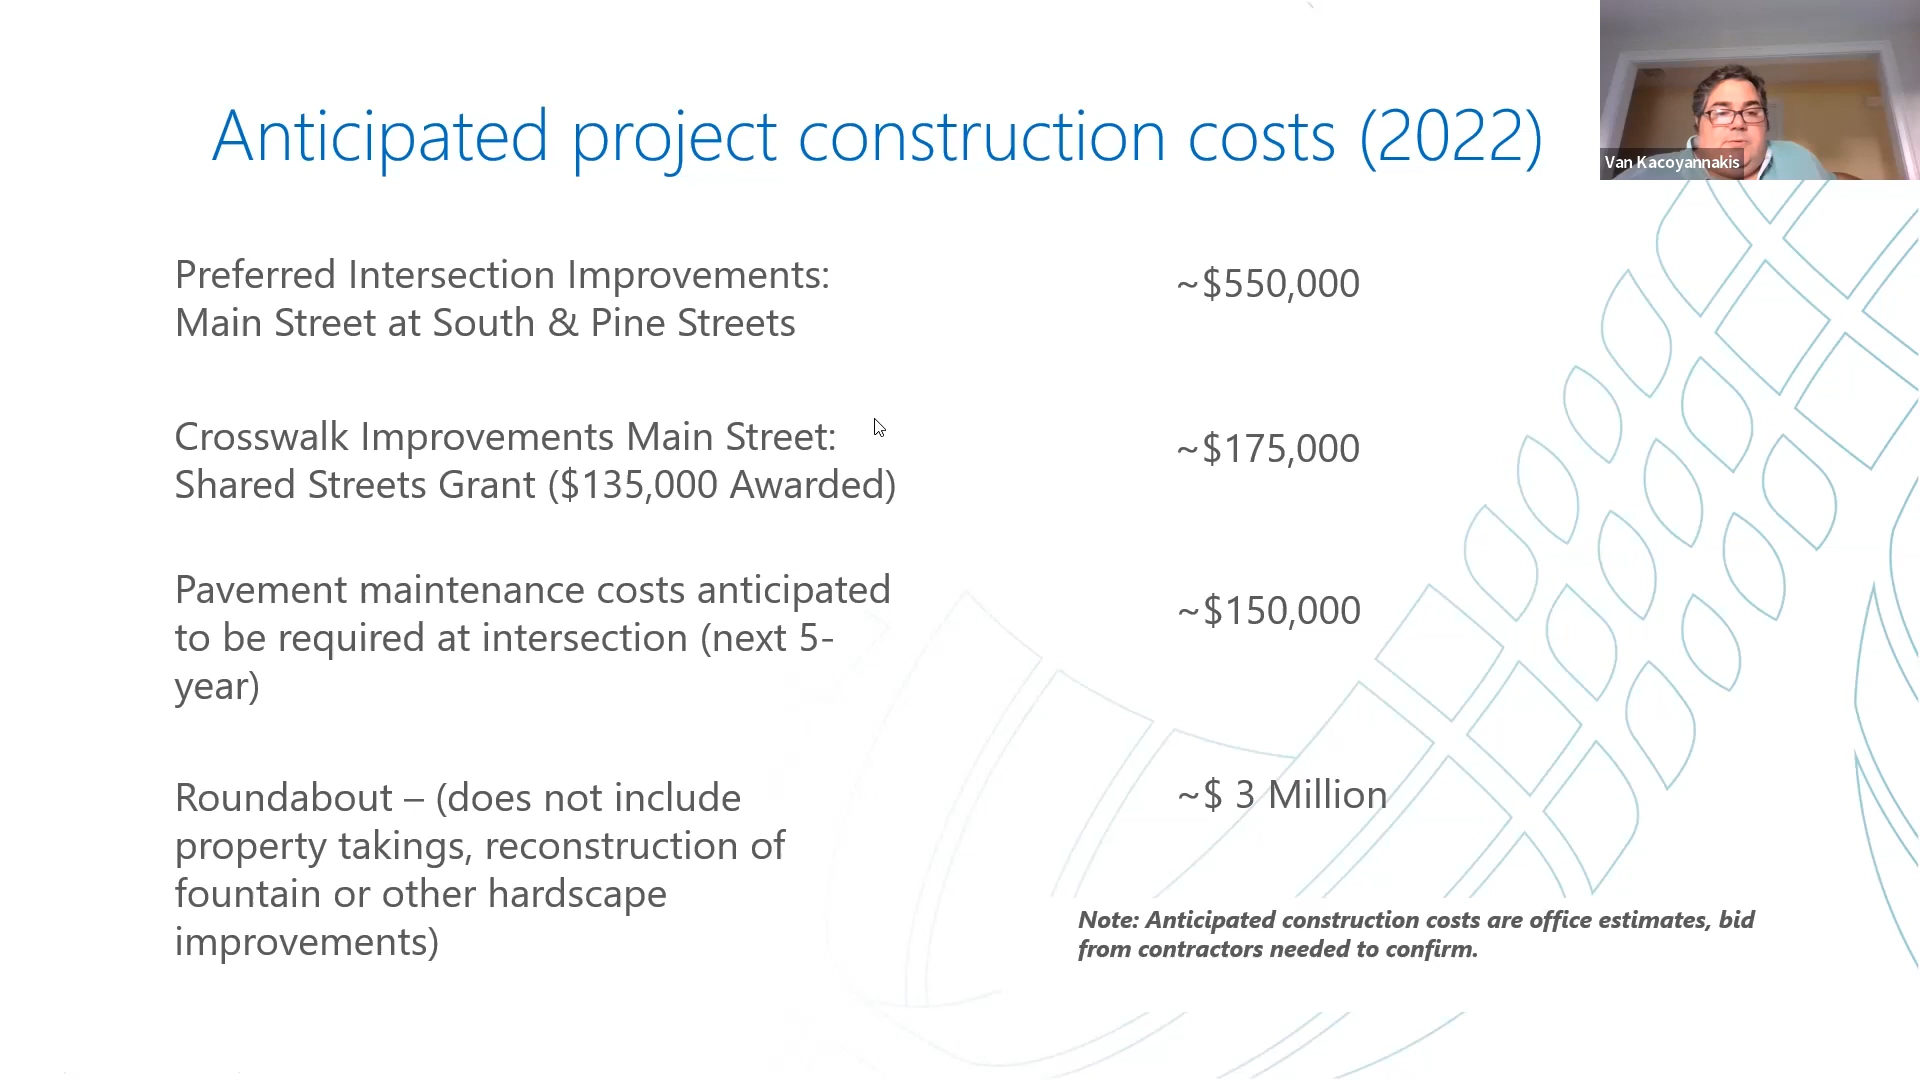 Anticipated project construction costs (2022)
Van Kacoyannakis
Preferred Intersection Improvements:
Main Street at South & Pine Streets
~$550,000
Crosswalk Improvements Main Street:
Shared Streets Grant ($135,000 Awarded)
~$175,000
Pavement maintenance costs anticipated
to be required at intersection (next 5-
year)
~$150,000
Roundabout – (does not include
property takings, reconstruction of
fountain or other hardscape
improvements)
~$ 3 Million
Note: Anticipated construction costs are office estimates, bid
from contractors needed to confirm.